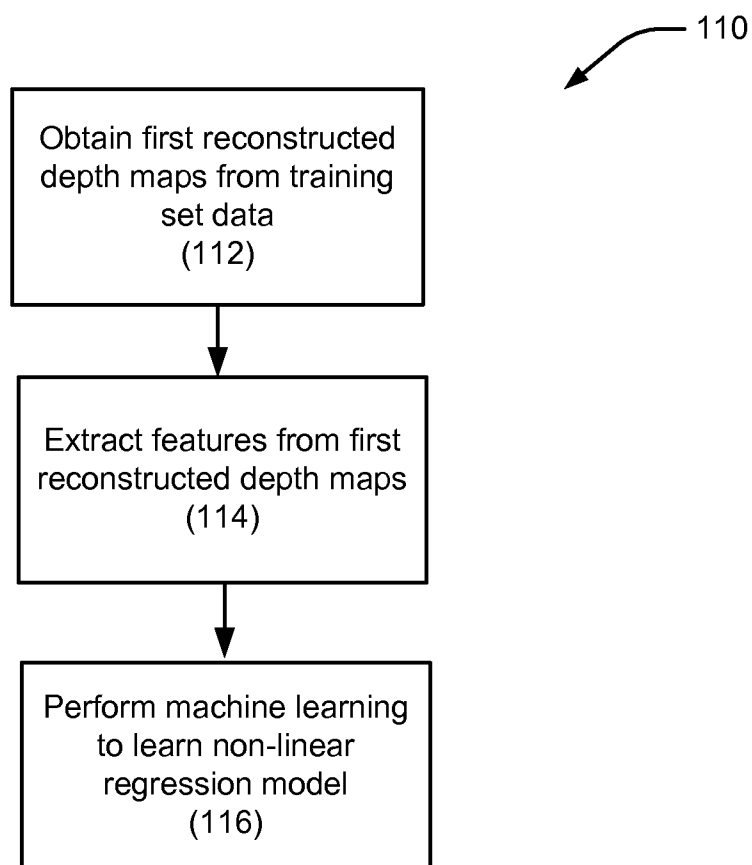 110
Obtain first reconstructed
depth maps from training
set data
(112)
Extract features from first
reconstructed depth maps
(114)
Perform machine learning
to learn non-linear
regression model
(116)